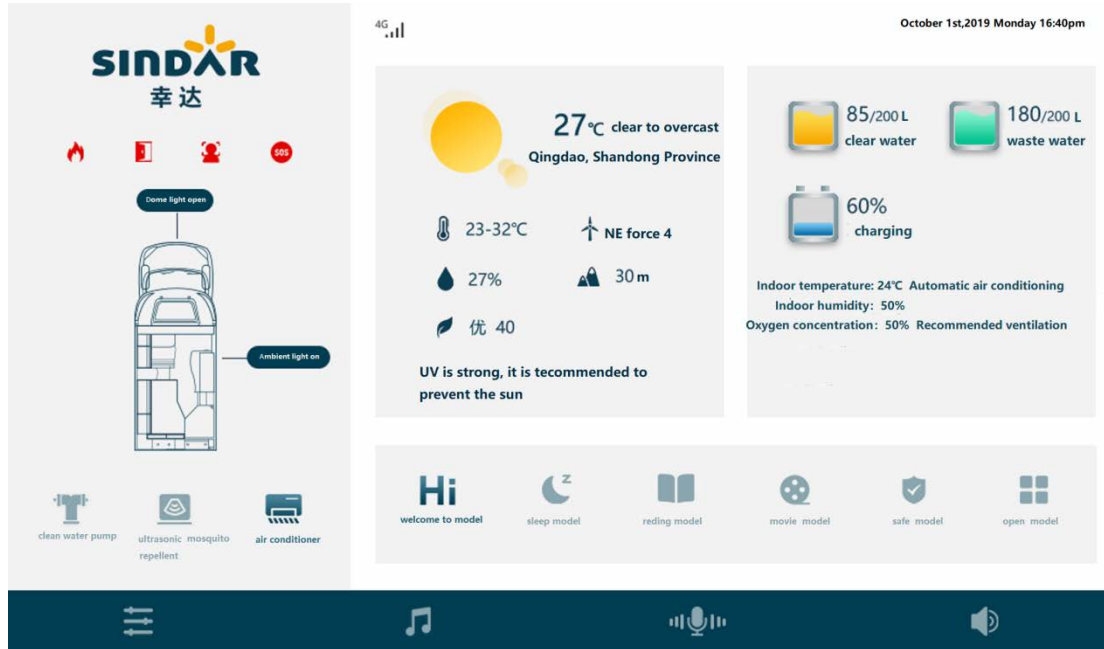 SINDAR
幸达
SOS
Dome light open
Ambient light on
clean water pump
ultrasonic mosquito
repellent
air conditioner
4G
October 1st,2019 Monday 16:40pm
27℃ clear to overcast
Qingdao, Shandong Province
23-32℃
NE force 4
27%
30 m
优 40
UV is strong, it is tecommended to
prevent the sun
85/200 L
clear water
180/200 L
waste water
60%
charging
Indoor temperature: 24℃ Automatic air conditioning
Indoor humidity: 50%
Oxygen concentration: 50% Recommended ventilation
Hi
welcome to model
z
sleep model
reding model
movie model
safe model
open model